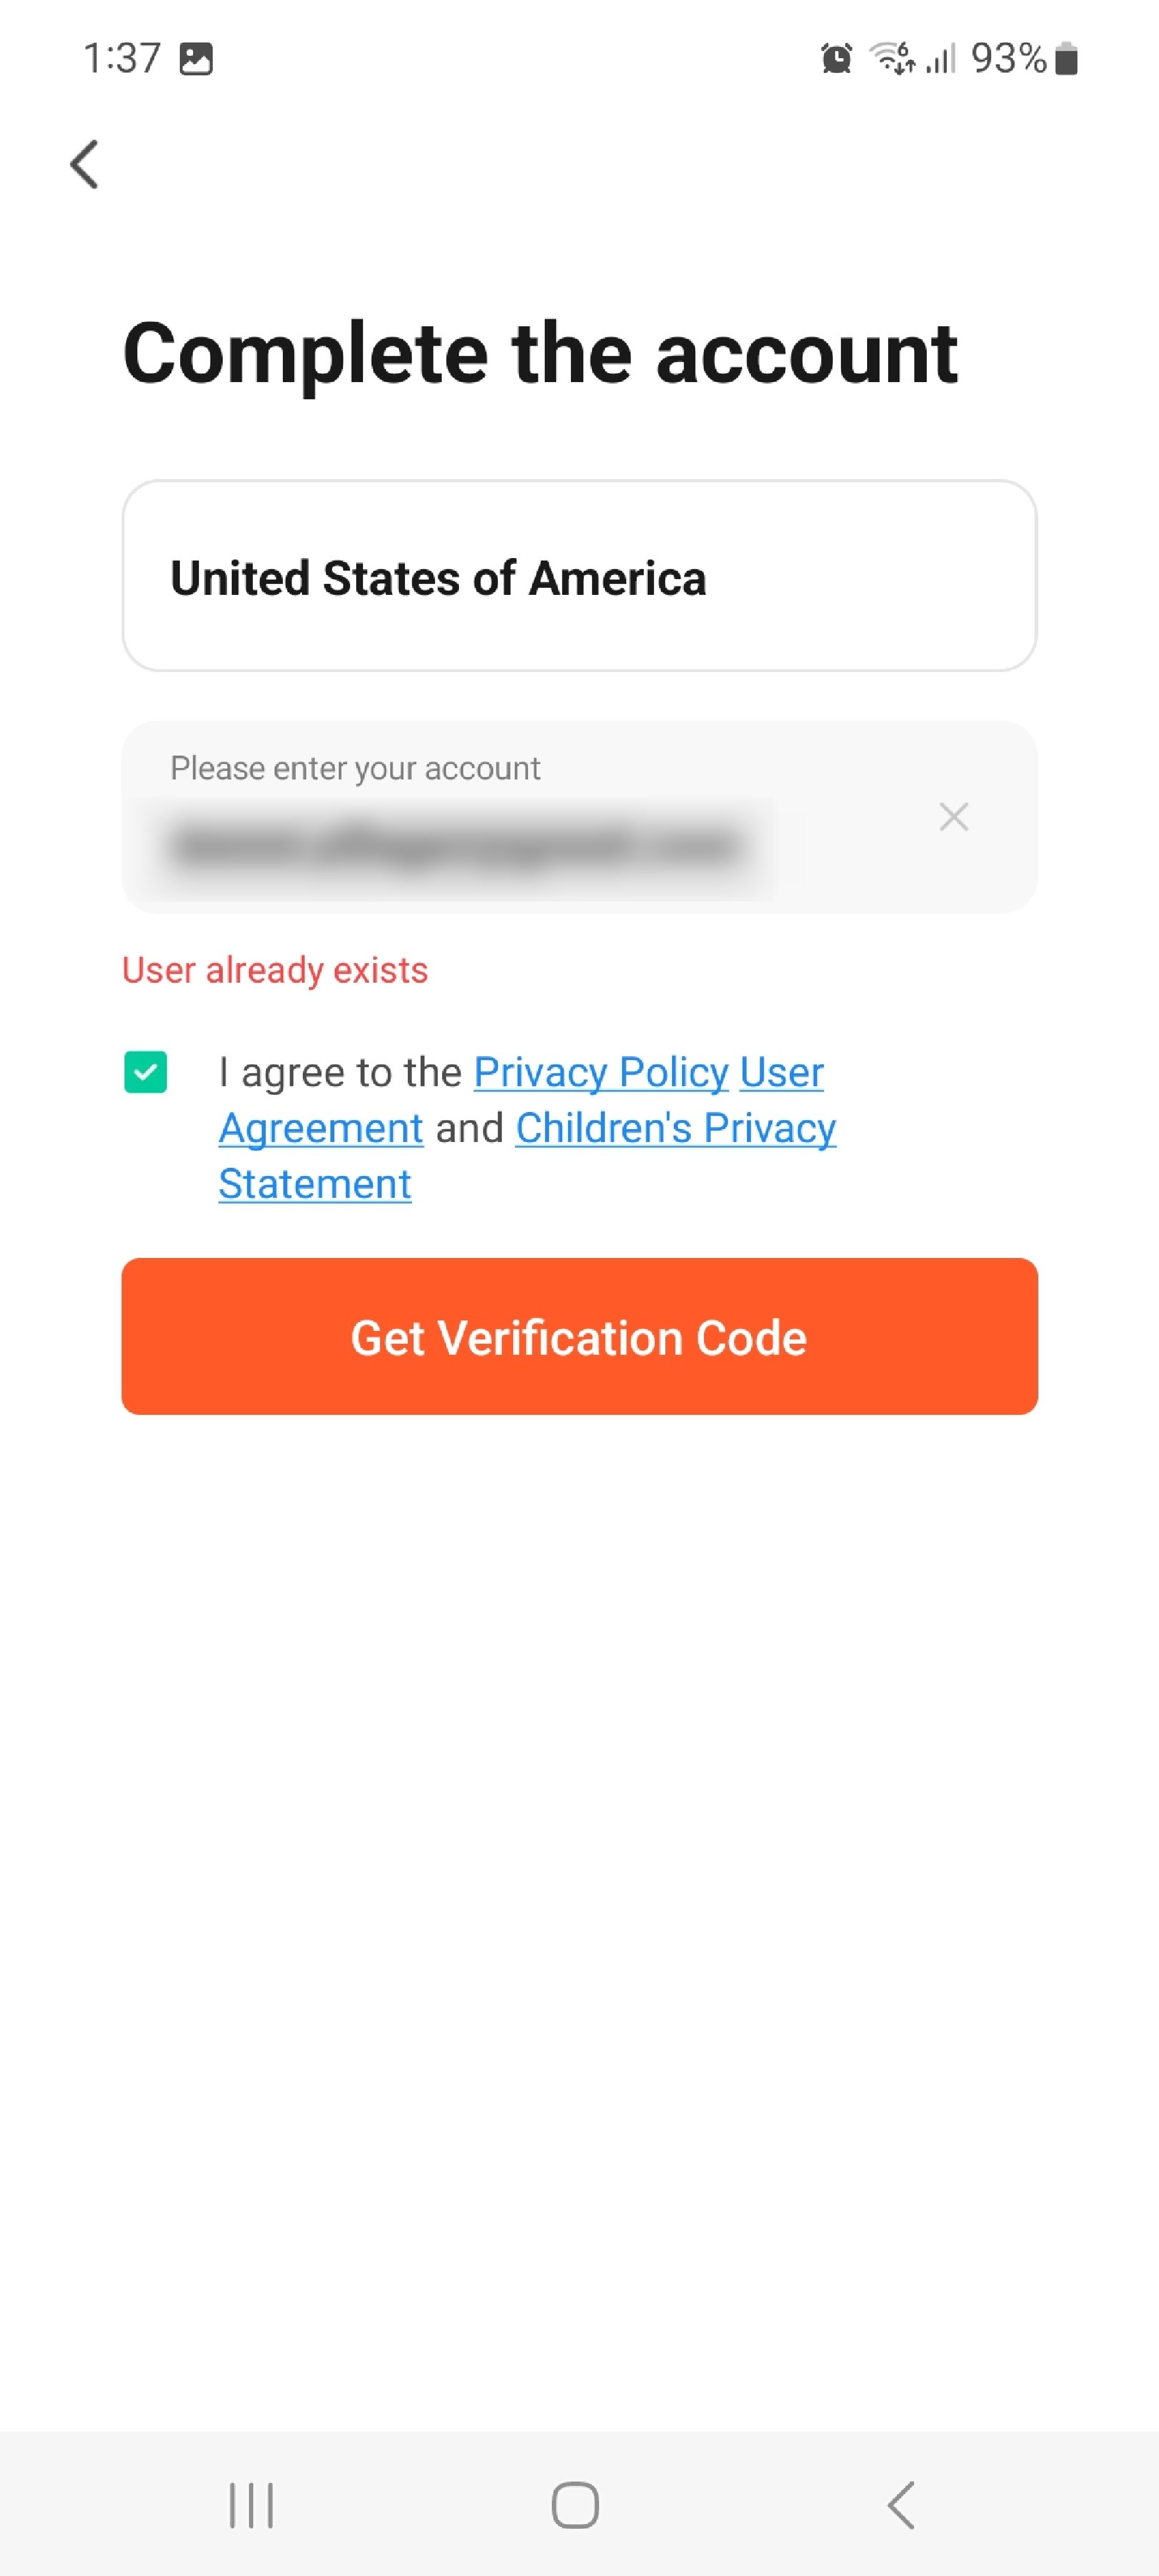 1:37 93%
Complete the account
United States of America
Please enter your account
User already exists
I agree to the Privacy Policy User
Agreement and Children's Privacy
Statement
Get Verification Code